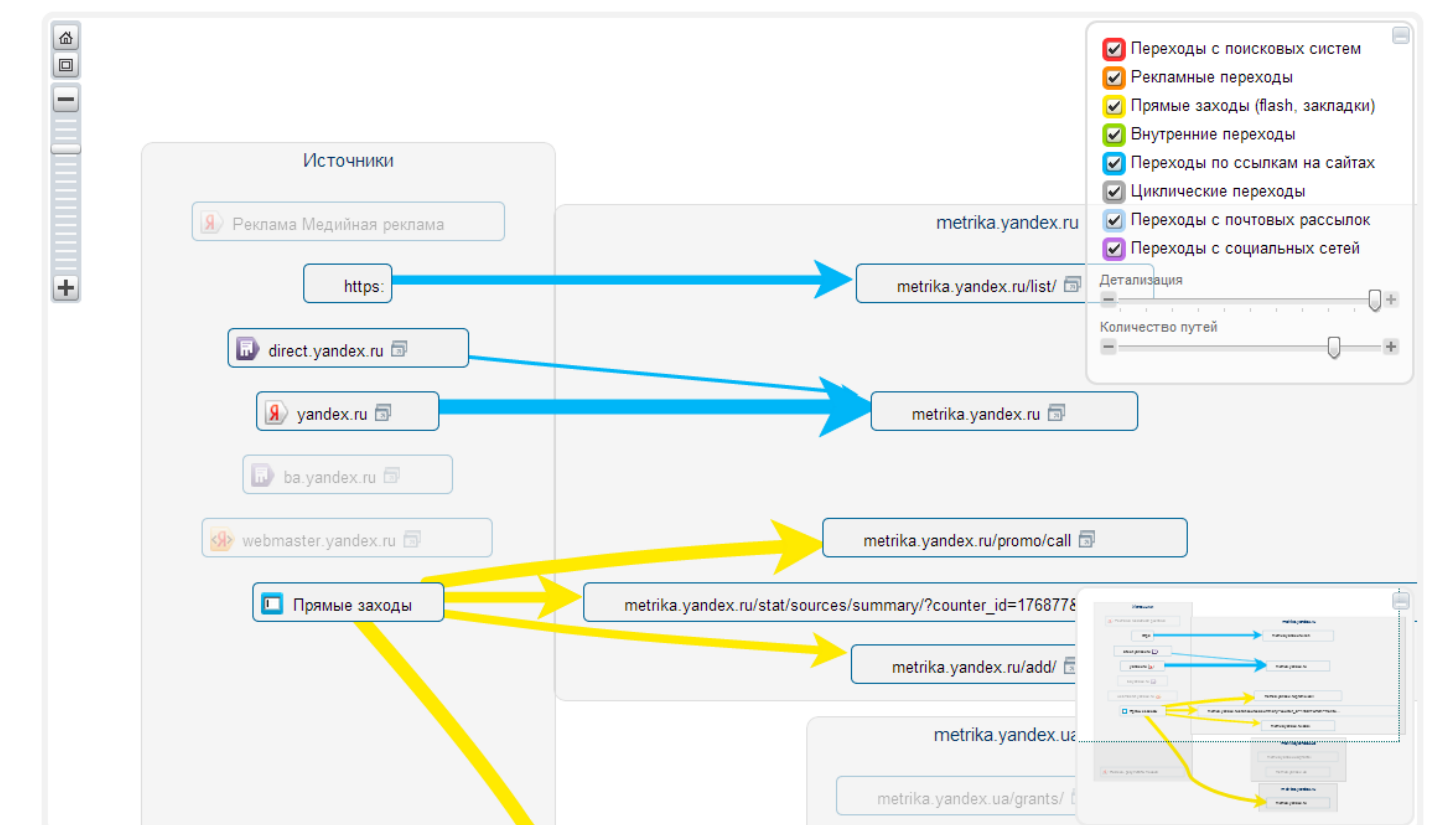 Переходы с поисковых систем
Рекламные переходы
Прямые заходы (flash, закладки)
Внутренние переходы
Переходы по ссылкам на сайтах
Циклические переходы
Переходы с почтовых рассылок
Переходы с социальных сетей
Детализация
Количество путей
Источники
Я Реклама Медийная реклама
https:
direct.yandex.ru
Я yandex.ru
ba.yandex.ru
Я webmaster.yandex.ru
Прямые заходы
metrika.yandex.ru
metrika.yandex.ru/list/
metrika.yandex.ru
metrika.yandex.ru/promo/call
metrika.yandex.ru/stat/sources/summary/?counter_id=176877&
metrika.yandex.ru/add/
metrika.yandex.ua
metrika.yandex.ua/grants/